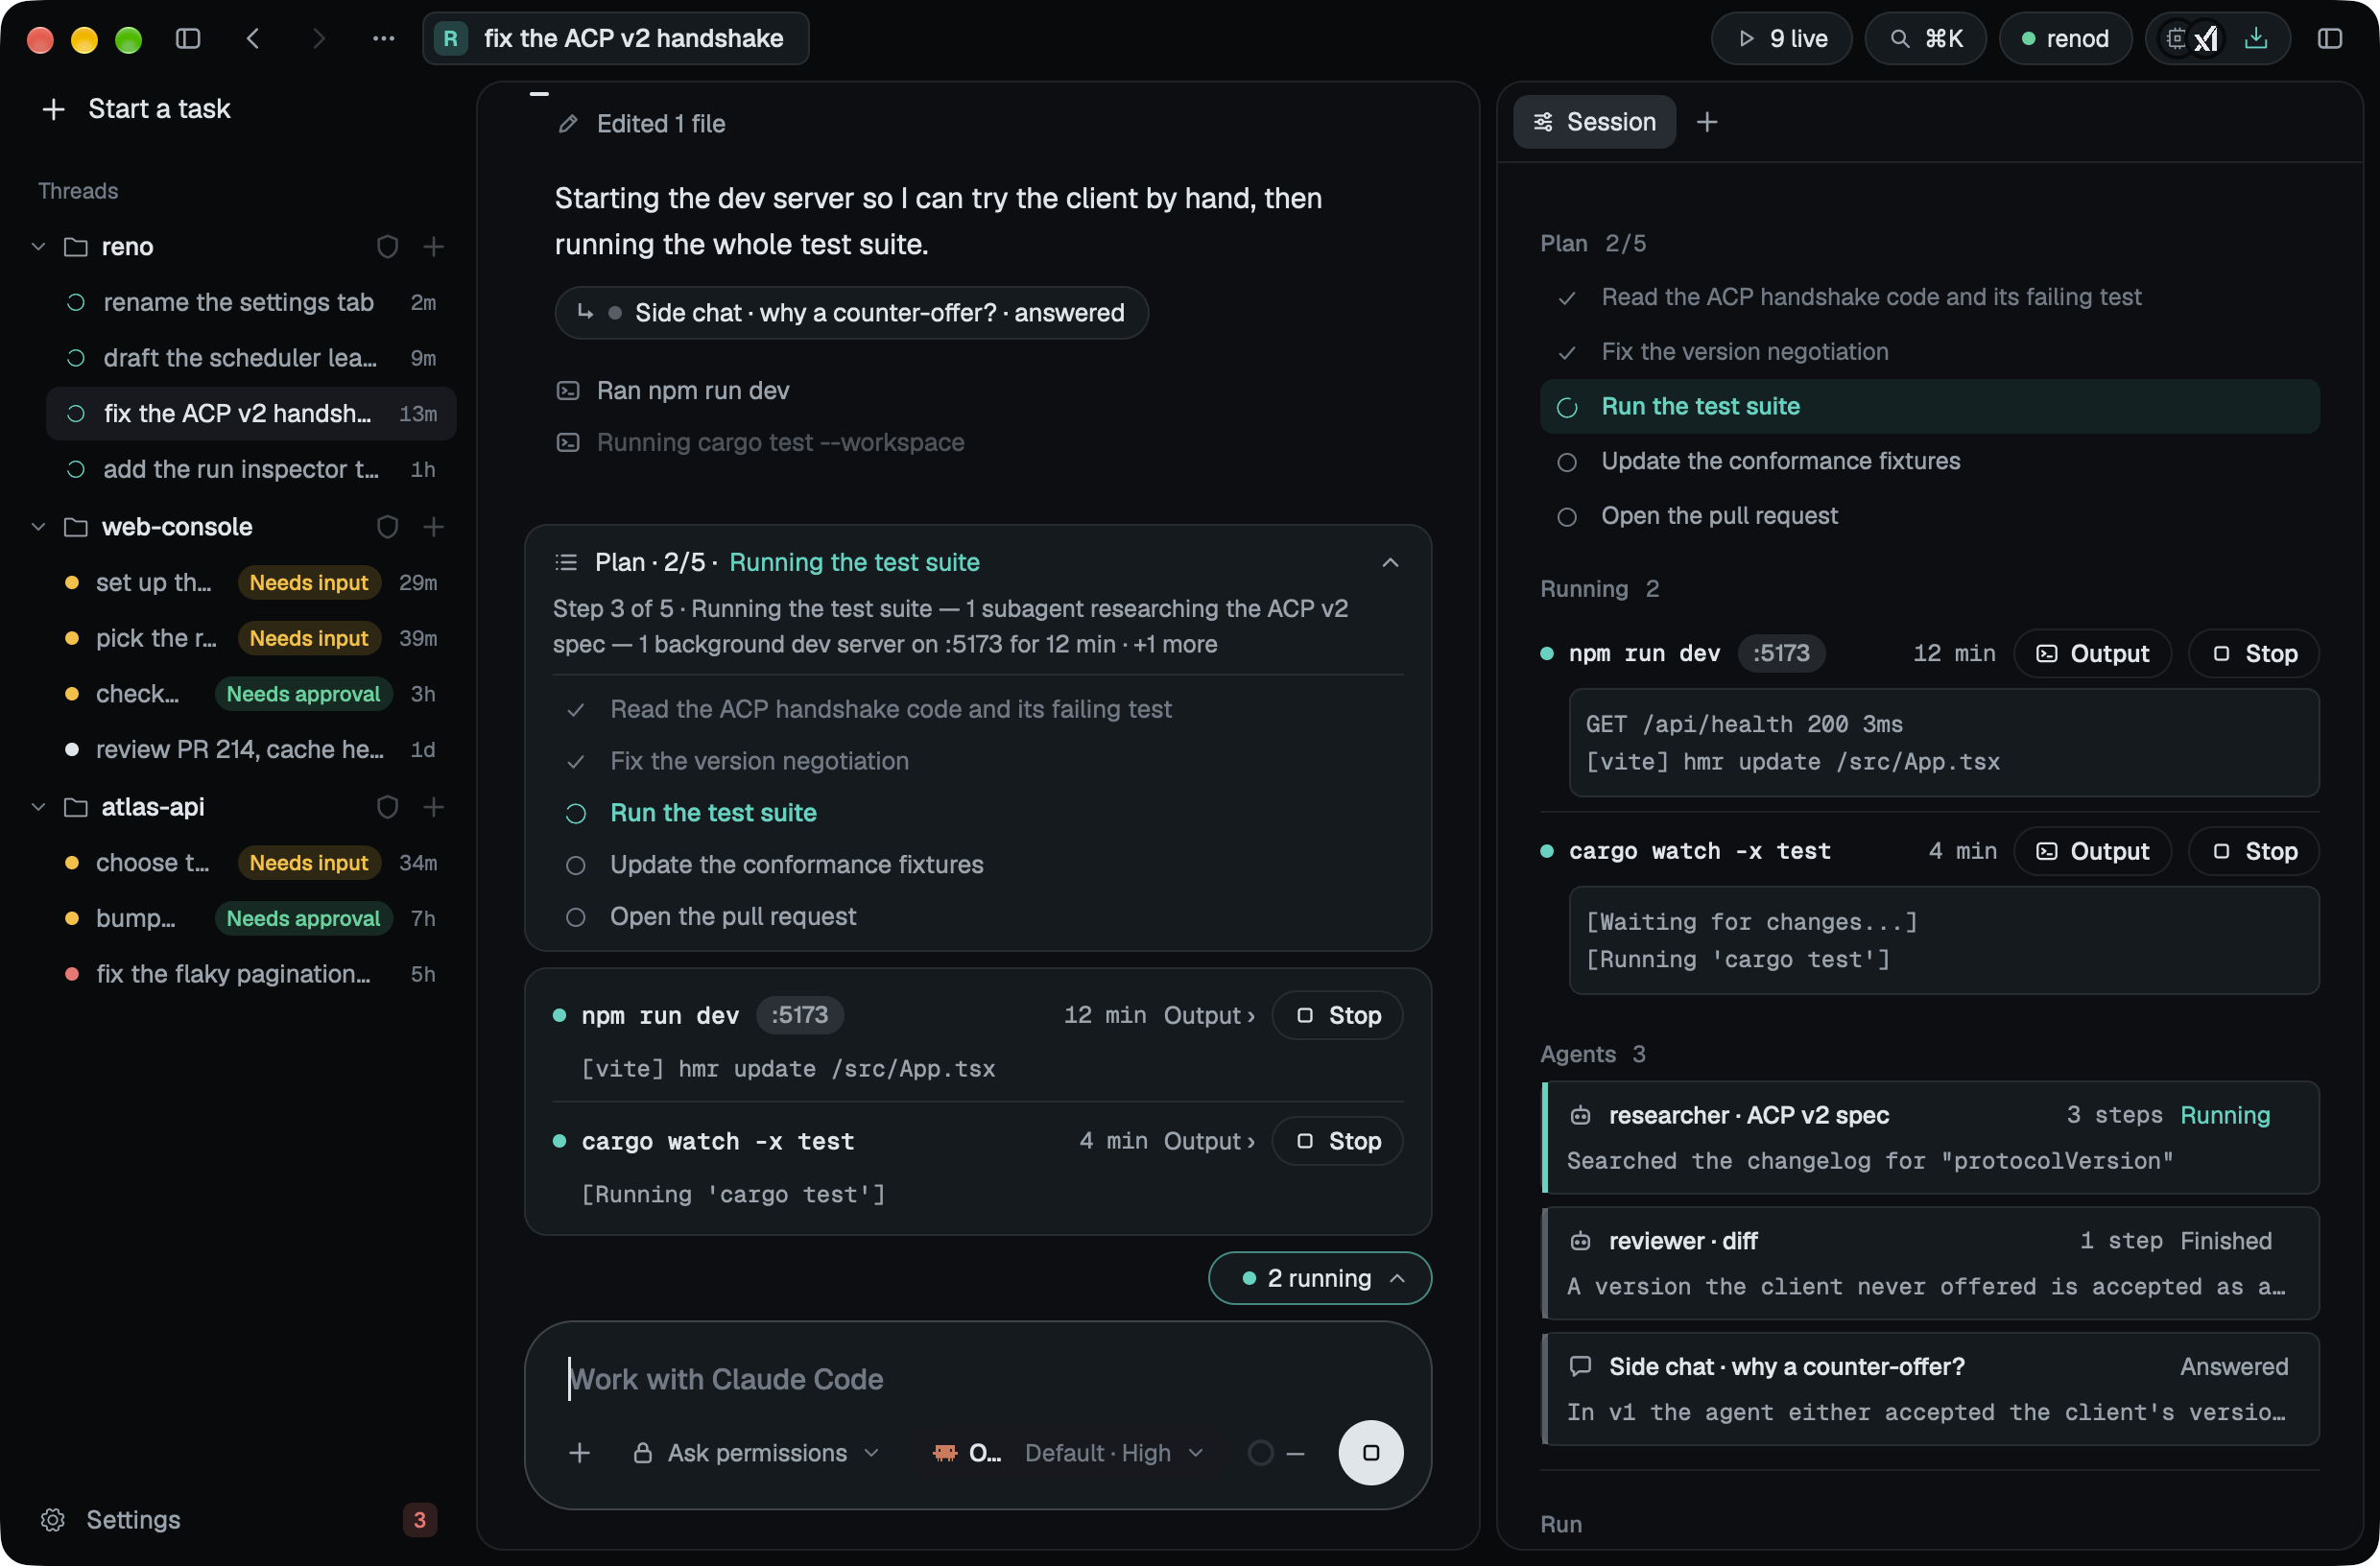 R fix the ACP v2 handshake
9 live
⌘K
renod
Start a task
Threads
reno
rename the settings tab 2m
draft the scheduler lea... 9m
fix the ACP v2 handsh... 13m
add the run inspector t... 1h
web-console
set up th... Needs input 29m
pick the r... Needs input 39m
check... Needs approval 3h
review PR 214, cache he... 1d
atlas-api
choose t... Needs input 34m
bump... Needs approval 7h
fix the flaky pagination... 5h
Settings 3
Edited 1 file
Starting the dev server so I can try the client by hand, then
running the whole test suite.
Side chat · why a counter-offer? · answered
Ran npm run dev
Running cargo test --workspace
Plan · 2/5 · Running the test suite
Step 3 of 5 · Running the test suite — 1 subagent researching the ACP v2
spec — 1 background dev server on :5173 for 12 min · +1 more
Read the ACP handshake code and its failing test
Fix the version negotiation
Run the test suite
Update the conformance fixtures
Open the pull request
npm run dev :5173 12 min Output › Stop
[vite] hmr update /src/App.tsx
cargo watch -x test 4 min Output › Stop
[Running 'cargo test']
2 running
Work with Claude Code
Ask permissions O... Default · High
Session
Plan 2/5
Read the ACP handshake code and its failing test
Fix the version negotiation
Run the test suite
Update the conformance fixtures
Open the pull request
Running 2
npm run dev :5173 12 min Output Stop
GET /api/health 200 3ms
[vite] hmr update /src/App.tsx
cargo watch -x test 4 min Output Stop
[Waiting for changes...]
[Running 'cargo test']
Agents 3
researcher · ACP v2 spec 3 steps Running
Searched the changelog for "protocolVersion"
reviewer · diff 1 step Finished
A version the client never offered is accepted as a...
Side chat · why a counter-offer? Answered
In v1 the agent either accepted the client's versio...
Run